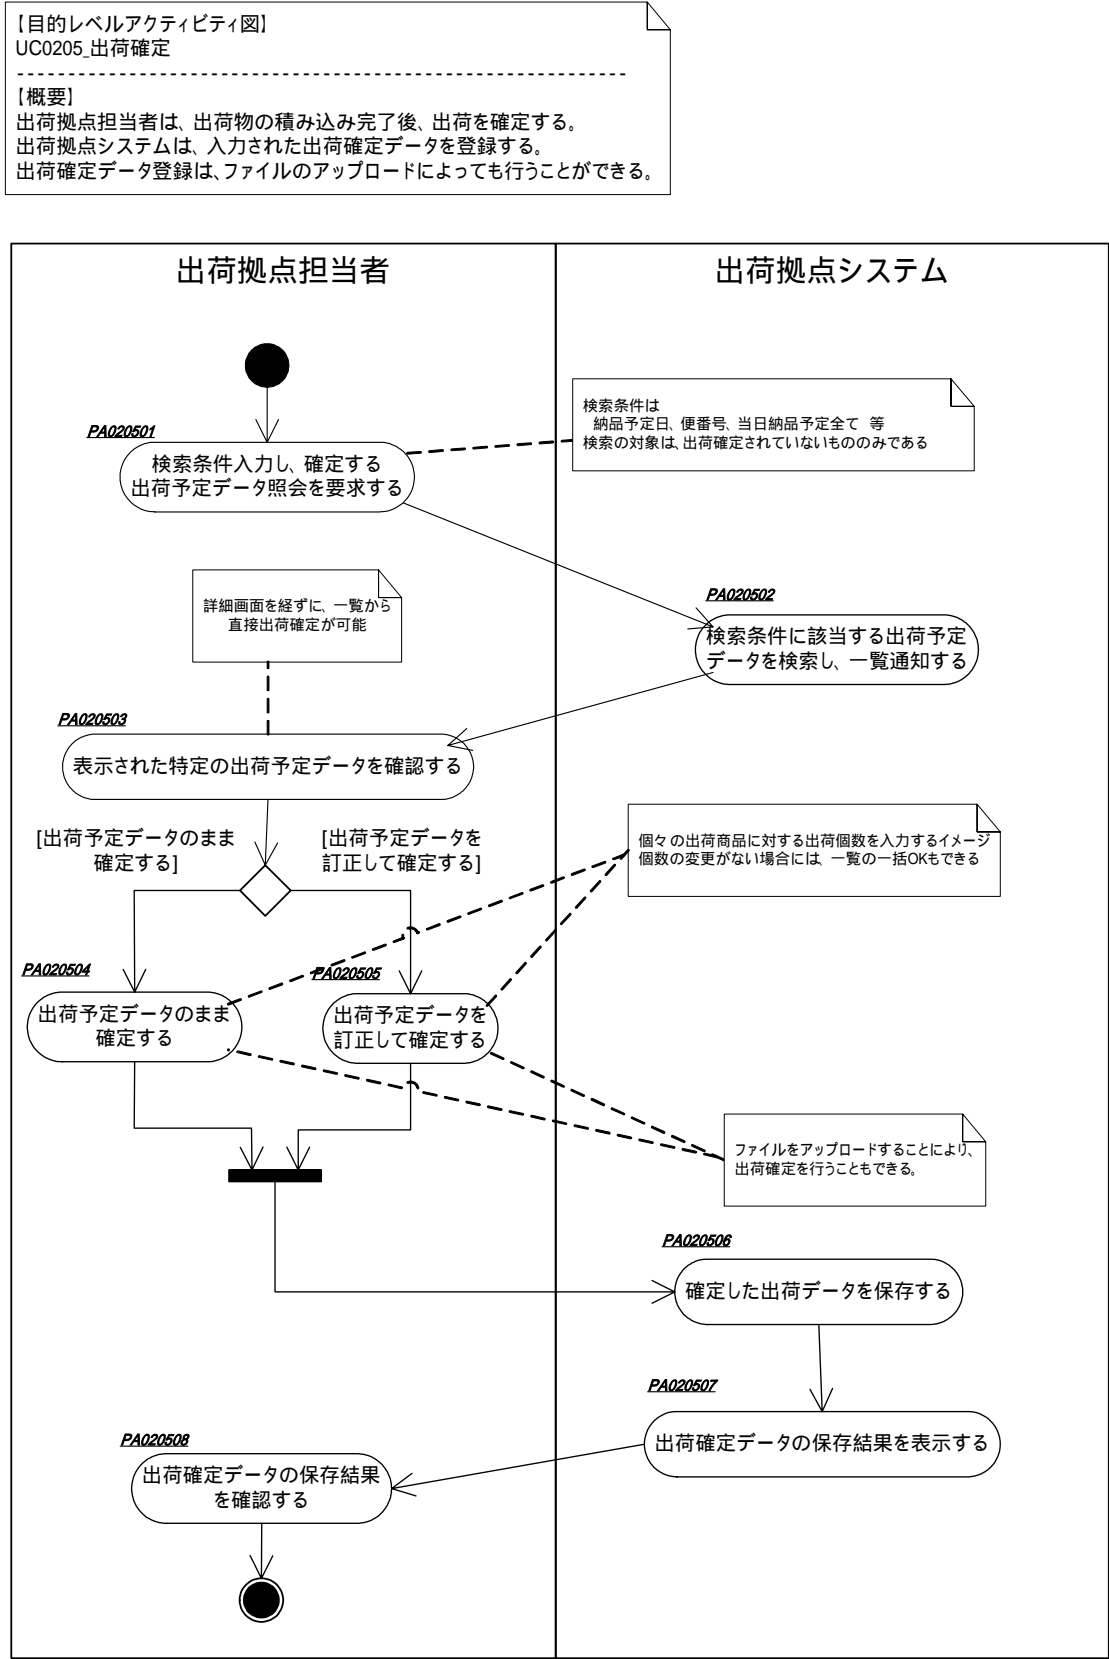 【目的レベルアクティビティ図】
UC0205_出荷確定
【概要】
出荷拠点担当者は、出荷物の積み込み完了後、出荷を確定する。
出荷拠点システムは、入力された出荷確定データを登録する。
出荷確定データ登録は、ファイルのアップロードによっても行うことができる。
出荷拠点担当者
出荷拠点システム
検索条件は
納品予定日、便番号、当日納品予定全て 等
検索の対象は、出荷確定されていないもののみである
PA020501
検索条件入力し、確定する
出荷予定データ照会を要求する
詳細画面を経ずに、一覧から
直接出荷確定が可能
PA020502
検索条件に該当する出荷予定
データを検索し、一覧通知する
PA020503
表示された特定の出荷予定データを確認する
[出荷予定データのまま
確定する]
[出荷予定データを
訂正して確定する]
個々の出荷商品に対する出荷個数を入力するイメージ
個数の変更がない場合には、一覧の一括OKもできる
PA020504
出荷予定データのまま
確定する
PA020505
出荷予定データを
訂正して確定する
ファイルをアップロードすることにより、
出荷確定を行うこともできる。
PA020506
確定した出荷データを保存する
PA020507
出荷確定データの保存結果を表示する
PA020508
出荷確定データの保存結果
を確認する